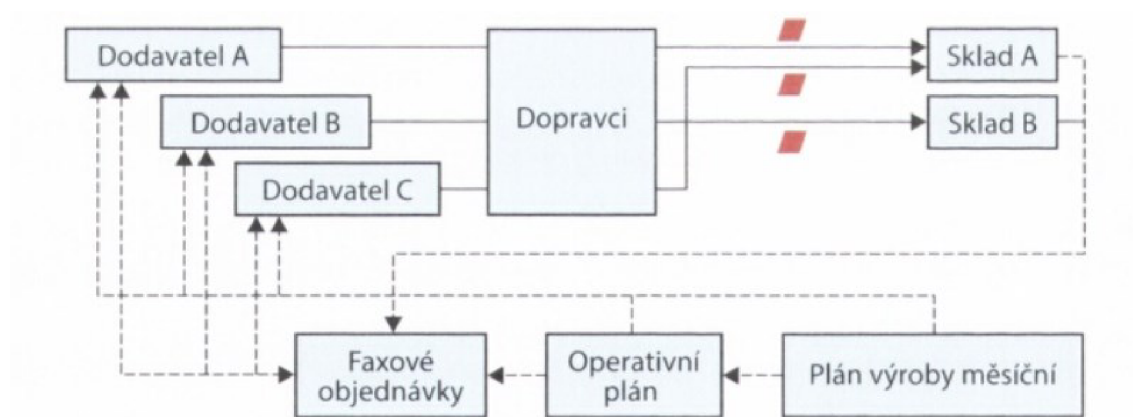 Dodavatel A
Dodavatel B
Dodavatel C
Dopravci
Sklad A
Sklad B
Faxové
objednávky
Operativní
plán
Plán výroby měsíční